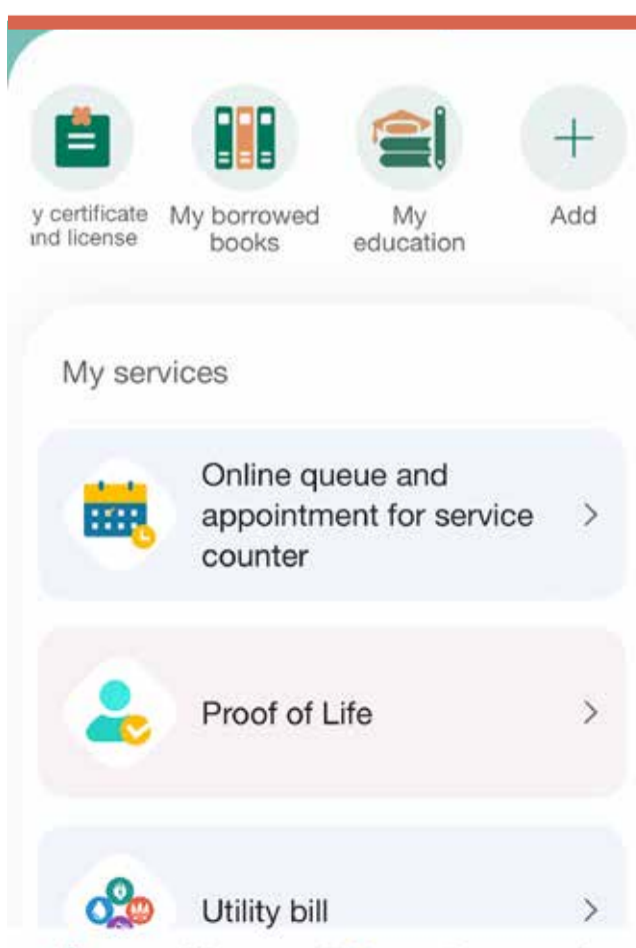 y certificate
and license
My borrowed
books
My
education
Add
My services
Online queue and
appointment for service
counter
Proof of Life
Utility bill